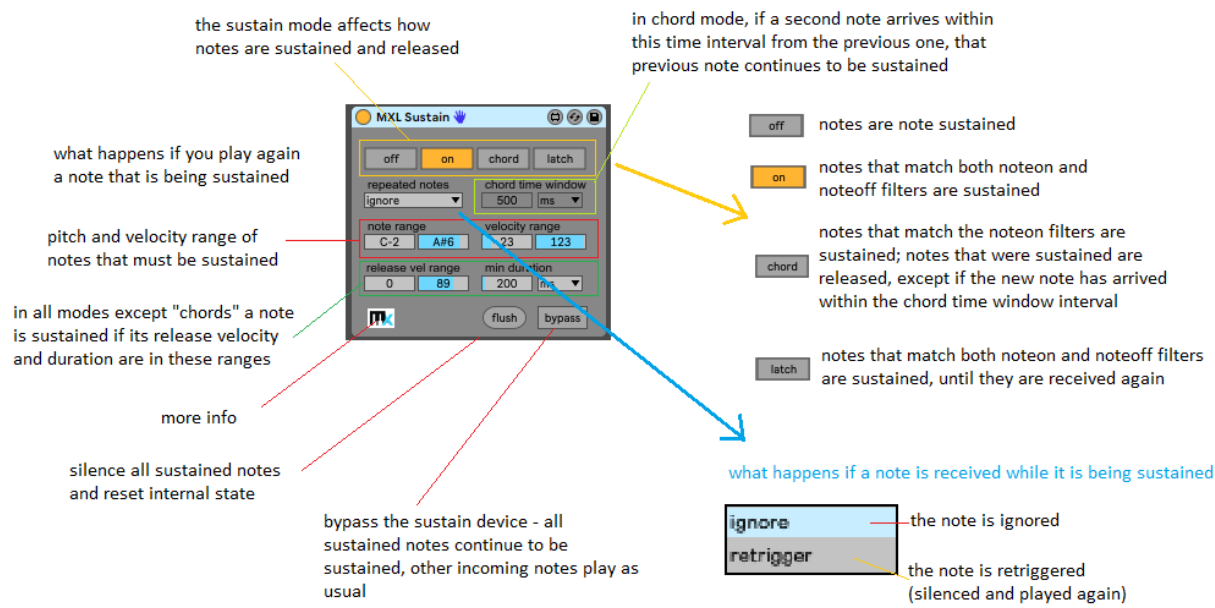 the sustain mode affects how
notes are sustained and released
in chord mode, if a second note arrives within
this time interval from the previous one, that
previous note continues to be sustained
what happens if you play again
a note that is being sustained
pitch and velocity range of
notes that must be sustained
in all modes except "chords" a note
is sustained if its release velocity
and duration are in these ranges
more info
silence all sustained notes
and reset internal state
bypass the sustain device - all
sustained notes continue to be
sustained, other incoming notes play as
usual
MXL Sustain
off on chord latch
repeated notes chord time window
ignore 500 ms
note range velocity range
C-2 A#6 23 123
release vel range min duration
0 89 200 ms
mx
flush bypass
off
notes are note sustained
on
notes that match both noteon and
noteoff filters are sustained
chord
notes that match the noteon filters are
sustained; notes that were sustained are
released, except if the new note has arrived
within the chord time window interval
latch
notes that match both noteon and noteoff filters
are sustained, until they are received again
what happens if a note is received while it is being sustained
ignore
the note is ignored
retrigger
the note is retriggered
(silenced and played again)